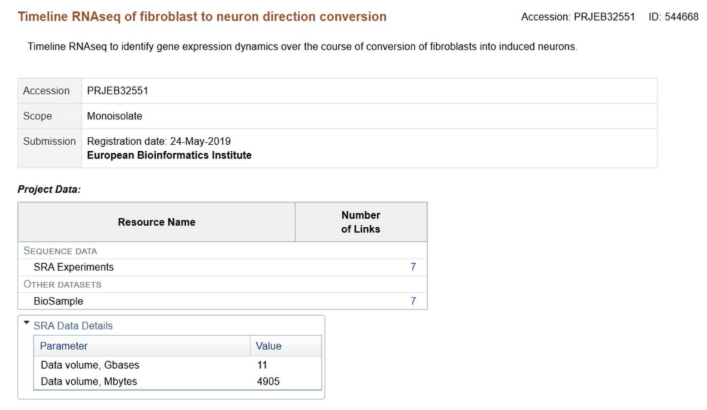 Timeline RNAseq of fibroblast to neuron direction conversion
Accession: PRJEB32551 ID: 544668
Timeline RNAseq to identify gene expression dynamics over the course of conversion of fibroblasts into induced neurons.
Accession PRJEB32551
Scope Monoisolate
Submission Registration date: 24-May-2019
European Bioinformatics Institute
Project Data:
Resource Name Number of Links
SEQUENCE DATA
SRA Experiments 7
OTHER DATASETS
BioSample 7
SRA Data Details
Parameter Value
Data volume, Gbases 11
Data volume, Mbytes 4905